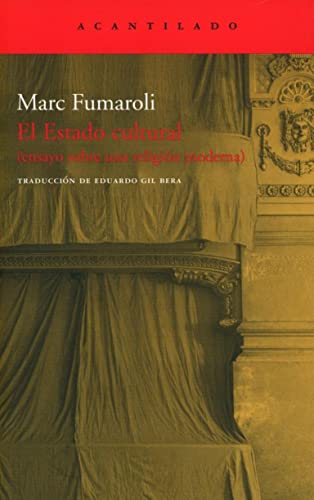 ACANTILADO
Marc Fumaroli
El Estado cultural
(ensayo sobre una religión moderna)
TRADUCCIÓN DE EDUARDO GIL BERA